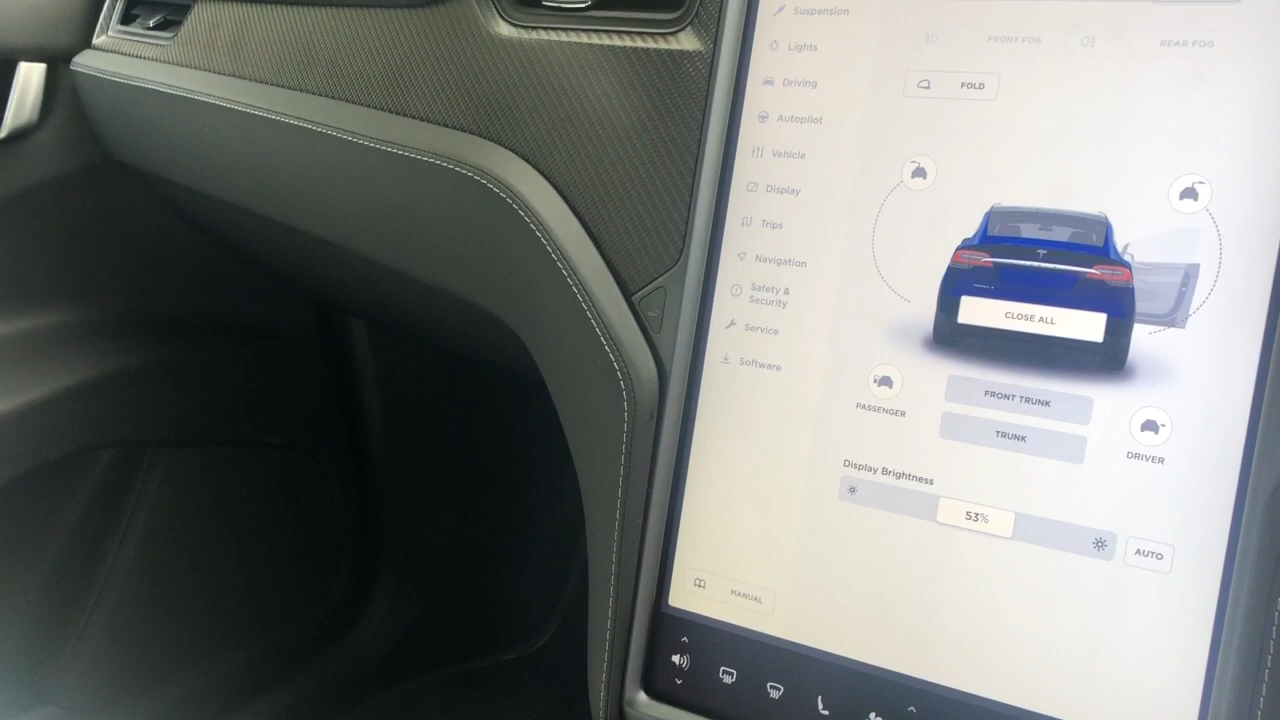 Suspension
Lights
Driving
Autopilot
Vehicle
Display
Trips
Navigation
Safety &
Security
Service
Software
MANUAL
FRONT FOG
REAR FOG
FOLD
CLOSE ALL
PASSENGER
FRONT TRUNK
TRUNK
DRIVER
Display Brightness
53%
AUTO